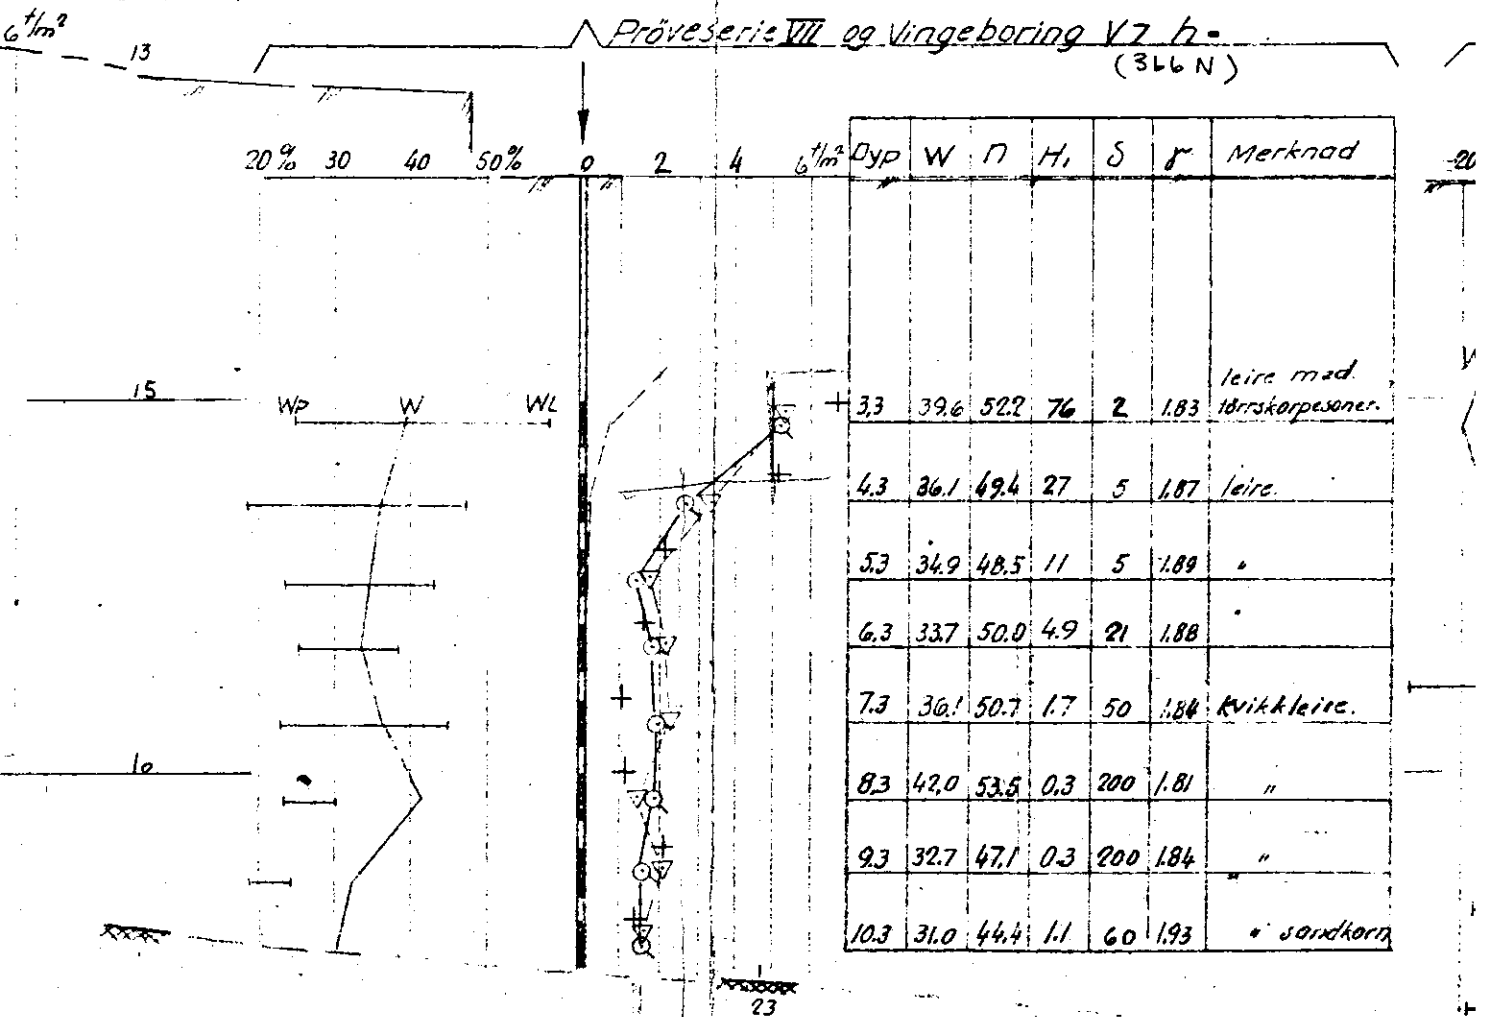 6 t/m²
13
Pröveserie VIII og Vingeboring V7 h-
(366 N)
20% 30 40 50% 0 2 4 6 t/m²
Dyp W n H₁ S γ Merknad
-20
15
Wp W WL
leire med
3,3 39.6 52.2 76 2 1.83 törrskorpesoner.
4.3 36.1 49.4 27 5 1.87 leire.
5.3 34.9 48.5 11 5 1.89 "
6.3 33.7 50.0 4.9 21 1.88 "
7.3 36.1 50.7 1.7 50 1.84 Kvikkleire.
10
8.3 42,0 53.5 0,3 200 1.81 "
9.3 32.7 47.1 0.3 200 1.84 "
10.3 31.0 44.4 1.1 60 1.93 " sandkorn
23